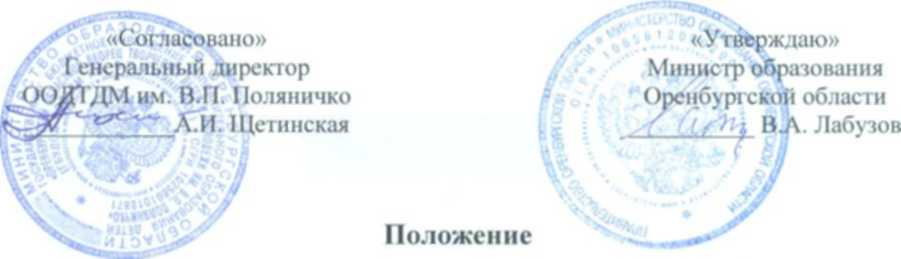 «Согласовано»
Генеральный директор
ООДТДМ им. В.П. Поляничко
А.И. Щетинская
«Утверждаю»
Министр образования
Оренбургской области
В.А. Лабузов
Положение